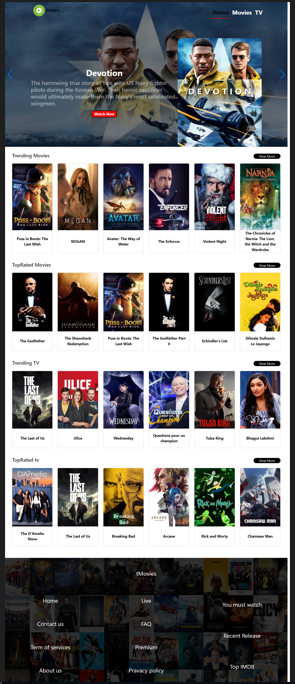 Home Movies TV
Devotion
The harrowing true story of two elite US Navy fighter
pilots during the Korean War. Their heroic sacrifices
would ultimately make them the Navy's most celebrated
wingmen.
Watch Now
DEVOTION
Trending Movies
View More
Puss in Boots: The
Last Wish
M3GAN
Avatar: The Way of
Water
The Enforcer
Violent Night
The Chronicles of
Narnia: The Lion,
the Witch and the
Wardrobe
TopRated Movies
View More
The Godfather
The Shawshank
Redemption
Puss in Boots: The
Last Wish
The Godfather Part
II
Schindler's List
Dilwale Dulhania
Le Jayenge
Trending TV
View More
The Last of Us
Ulice
Wednesday
Questions pour un
champion
Tulsa King
Bhagya Lakshmi
TopRated tv
View More
The D'Amelio
Show
The Last of Us
Breaking Bad
Arcane
Rick and Morty
Chainsaw Man
tMovies
Home
Live
You must watch
Contact us
FAQ
Recent Release
Term of services
Premium
Top IMDB
About us
Pravacy policy